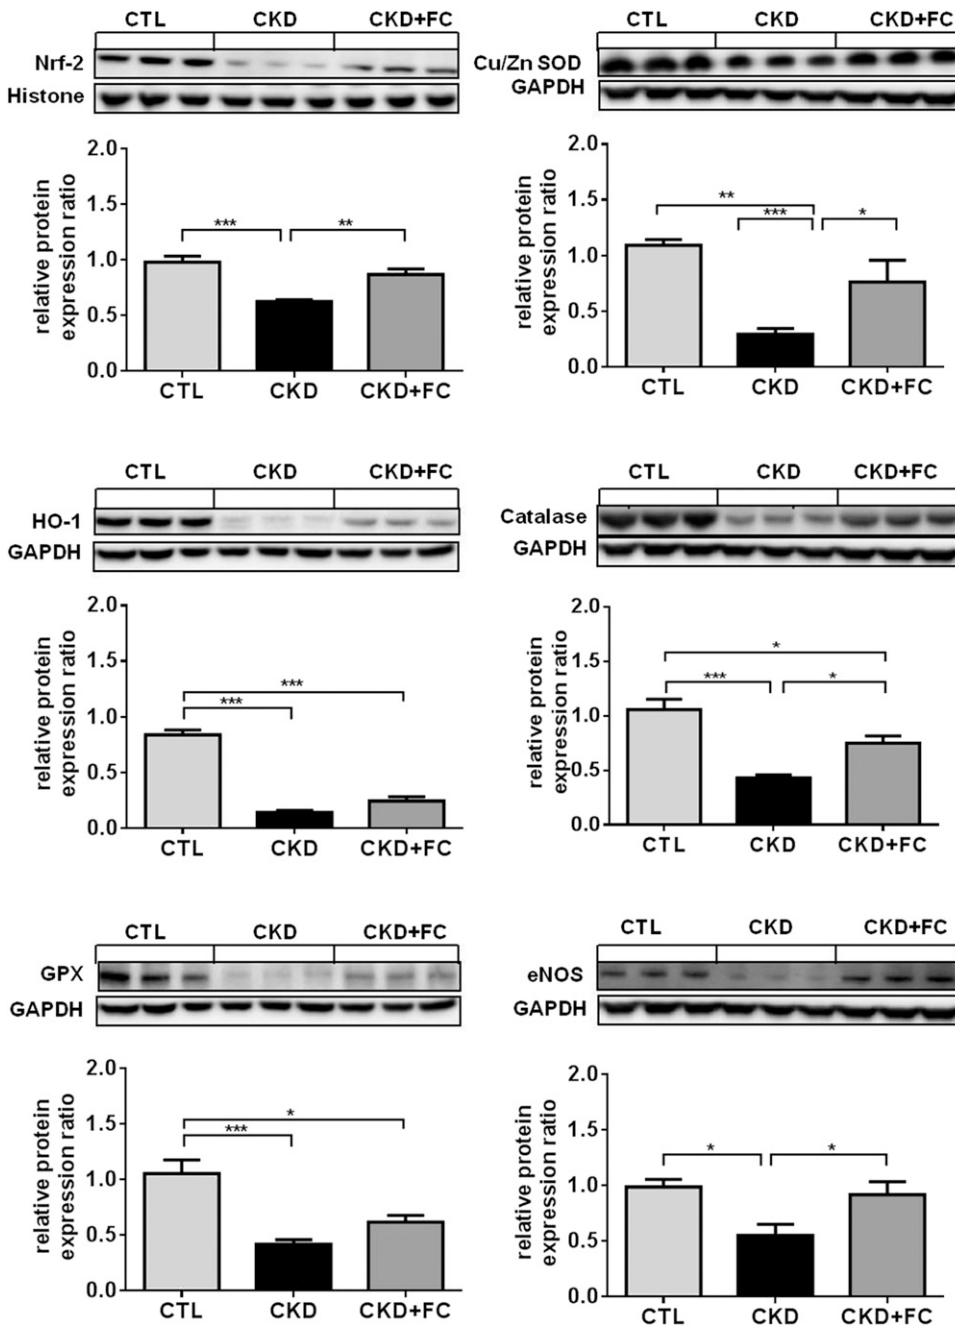 CTL CKD CKD+FC
Nrf-2
Histone
relative protein
expression ratio
2.0
1.5
1.0
0.5
0.0
*** **
CTL CKD CKD+FC
CTL CKD CKD+FC
Cu/Zn SOD
GAPDH
relative protein
expression ratio
2.0
1.5
1.0
0.5
0.0
**
*** *
CTL CKD CKD+FC
CTL CKD CKD+FC
HO-1
GAPDH
relative protein
expression ratio
2.0
1.5
1.0
0.5
0.0
***
***
CTL CKD CKD+FC
CTL CKD CKD+FC
Catalase
GAPDH
relative protein
expression ratio
2.0
1.5
1.0
0.5
0.0
*
*** *
CTL CKD CKD+FC
CTL CKD CKD+FC
GPX
GAPDH
relative protein
expression ratio
2.0
1.5
1.0
0.5
0.0
*
***
CTL CKD CKD+FC
CTL CKD CKD+FC
eNOS
GAPDH
relative protein
expression ratio
2.0
1.5
1.0
0.5
0.0
* *
CTL CKD CKD+FC